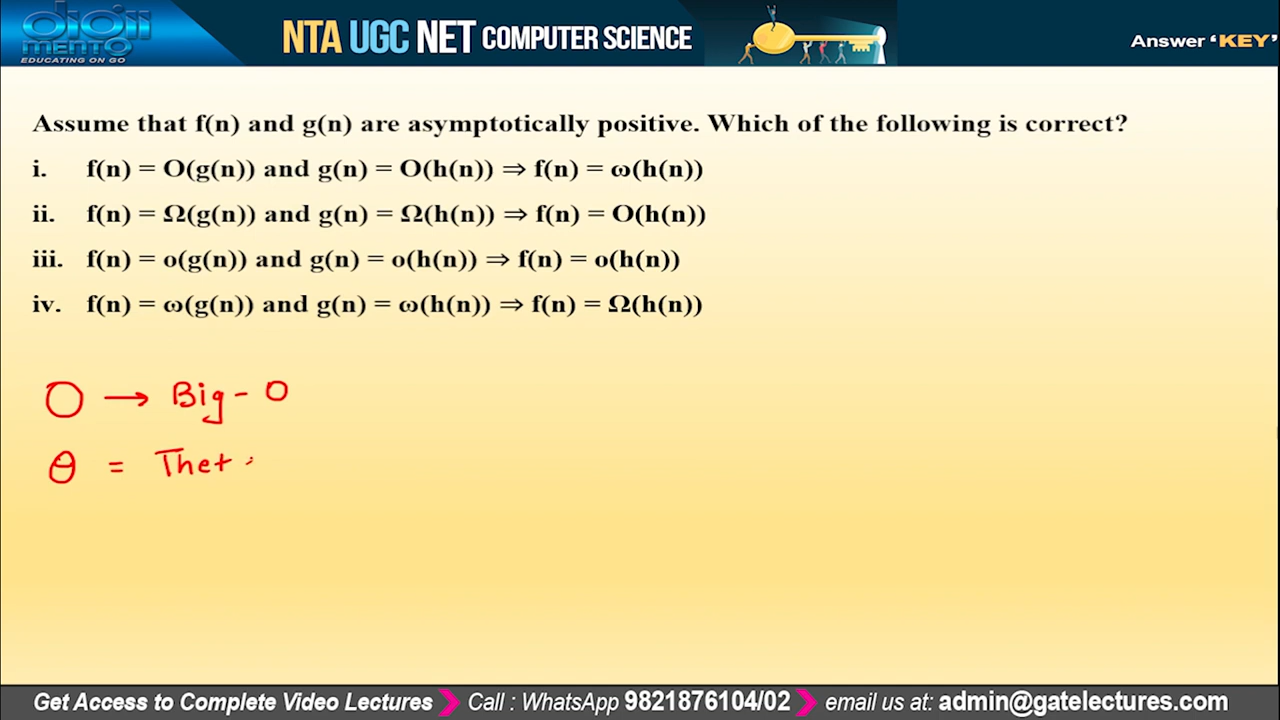 digii
MENTO
EDUCATING ON GO
NTA UGC NET COMPUTER SCIENCE
Answer ‘KEY’
Assume that f(n) and g(n) are asymptotically positive. Which of the following is correct?
i. f(n) = O(g(n)) and g(n) = O(h(n)) ⇒ f(n) = ω(h(n))
ii. f(n) = Ω(g(n)) and g(n) = Ω(h(n)) ⇒ f(n) = O(h(n))
iii. f(n) = o(g(n)) and g(n) = o(h(n)) ⇒ f(n) = o(h(n))
iv. f(n) = ω(g(n)) and g(n) = ω(h(n)) ⇒ f(n) = Ω(h(n))
O → Big - O
θ = Thet
Get Access to Complete Video Lectures Call : WhatsApp 9821876104/02 email us at: admin@gatelectures.com